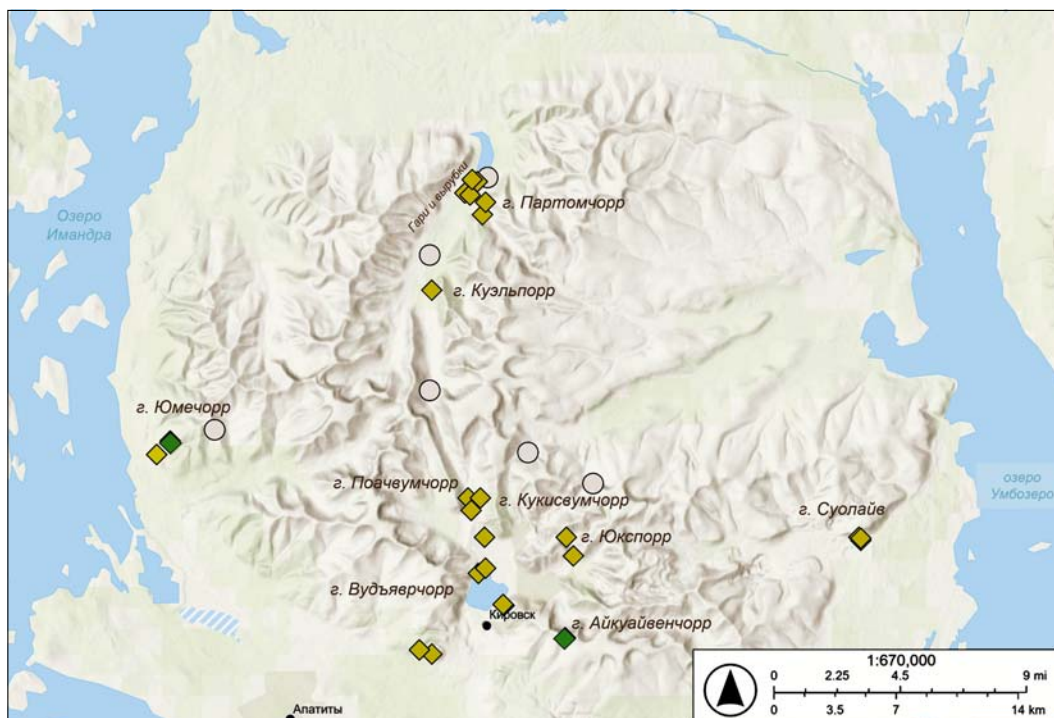 Гари и вырубки
г. Партомчорр
Озеро
Имандра
г. Куэльпорр
г. Юмечорр
г. Поачвумчорр
г. Кукисвумчорр
озеро
Умбозеро
г. Суолайв
г. Юкспорр
г. Вудъяврчорр
Кировск
г. Айкуайвенчорр
Апатиты
1:670,000
0 2.25 4.5 9 mi
0 3.5 7 14 km